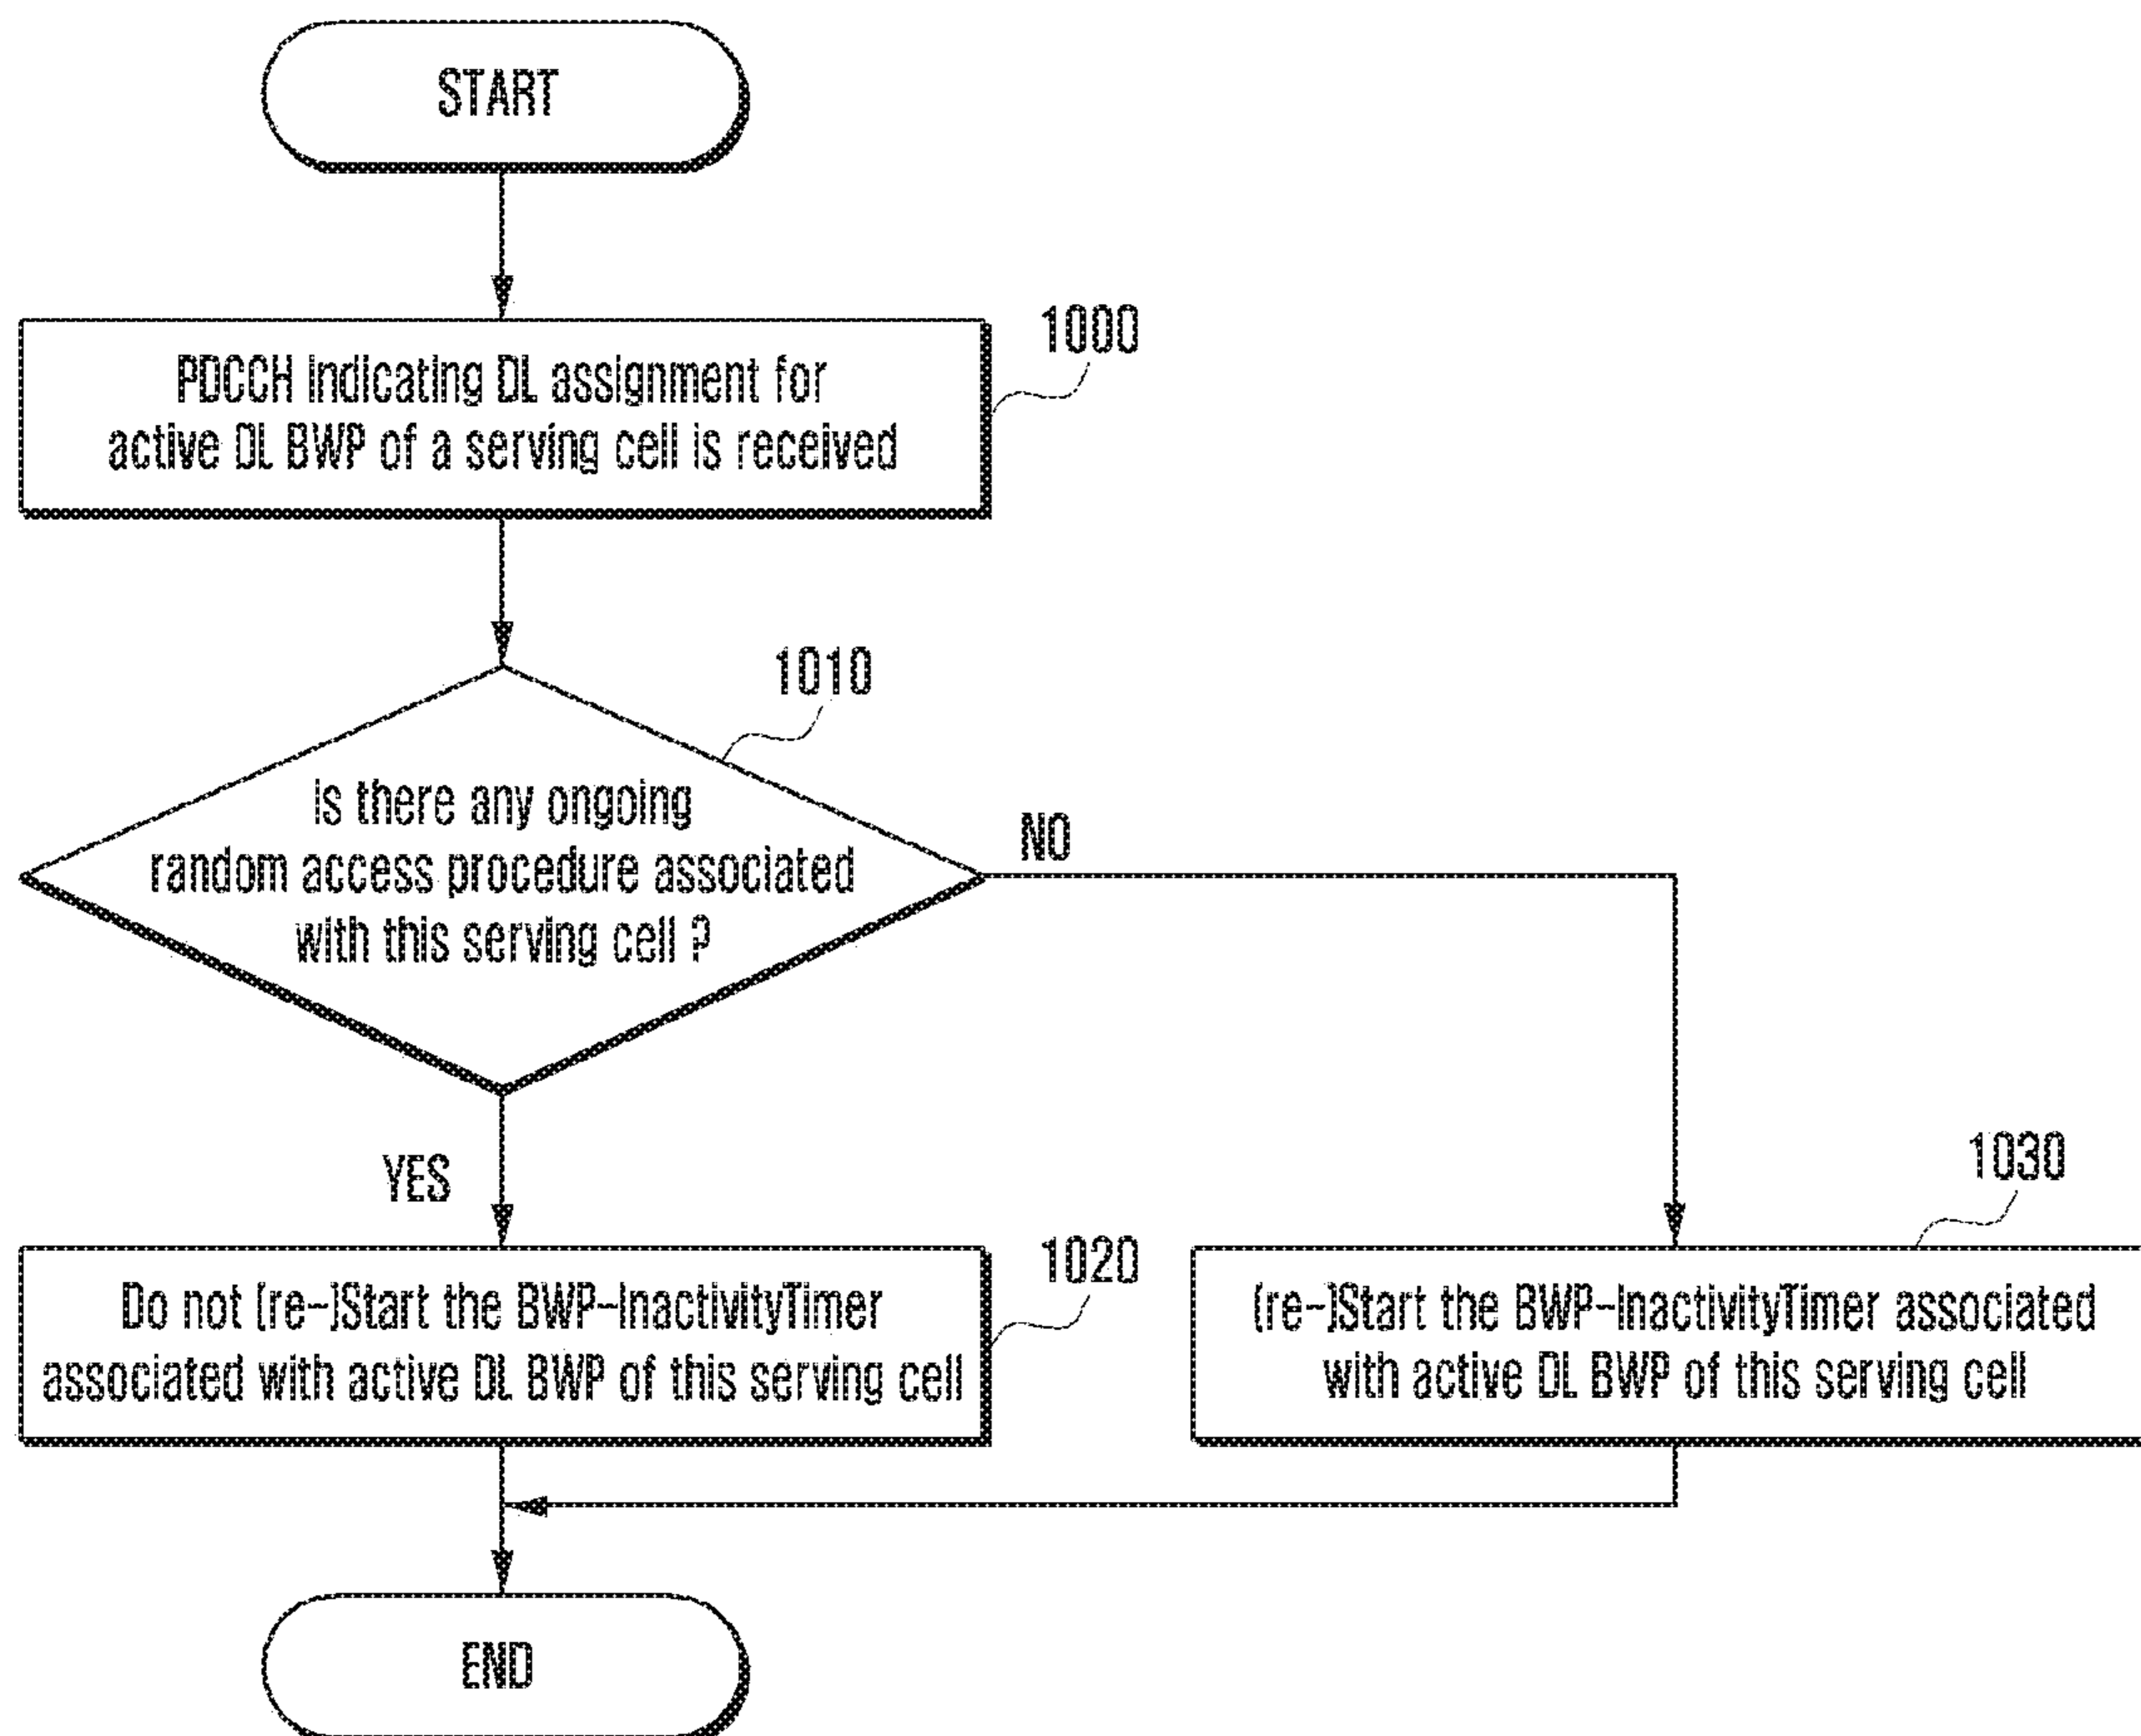 START
1000
PDCCH indicating DL assignment for
active DL BWP of a serving cell is received
1010
is there any ongoing
random access procedure associated
with this serving cell ?
NO
YES
1020
Do not (re-)Start the BWP-InactivityTimer
associated with active DL BWP of this serving cell
1030
(re-)Start the BWP-InactivityTimer associated
with active DL BWP of this serving cell
END